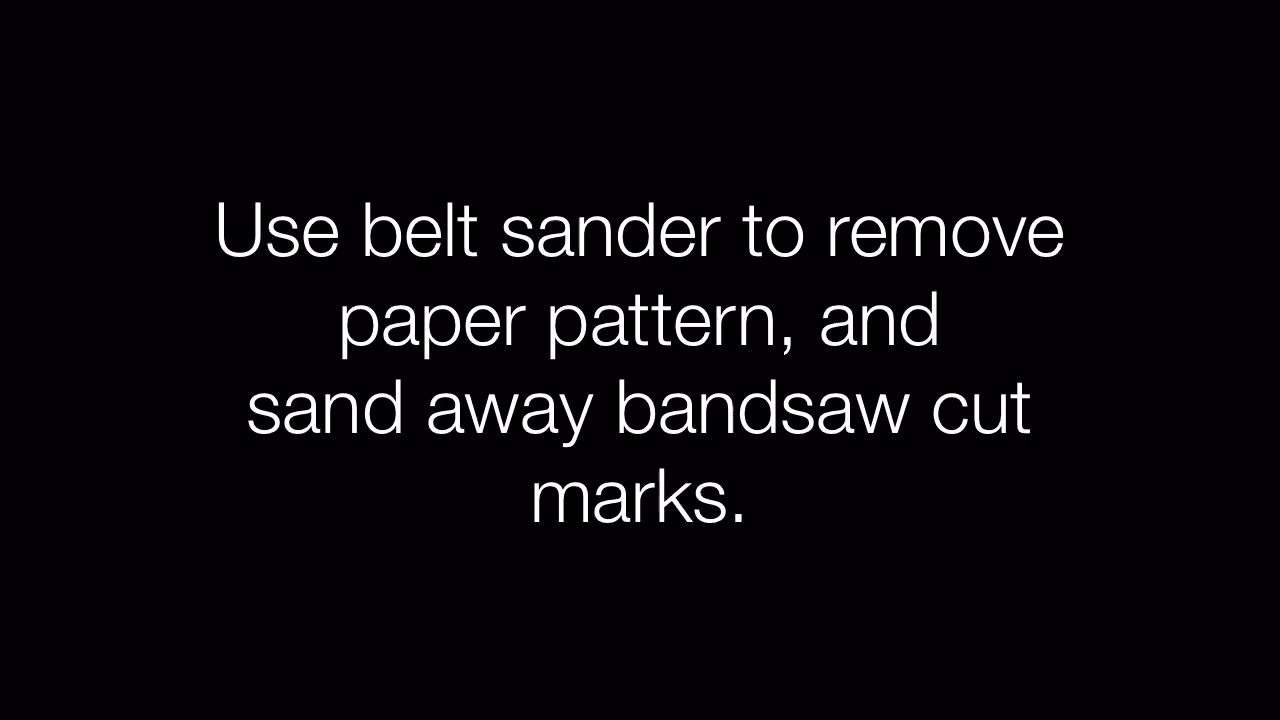 Use belt sander to remove
paper pattern, and
sand away bandsaw cut
marks.